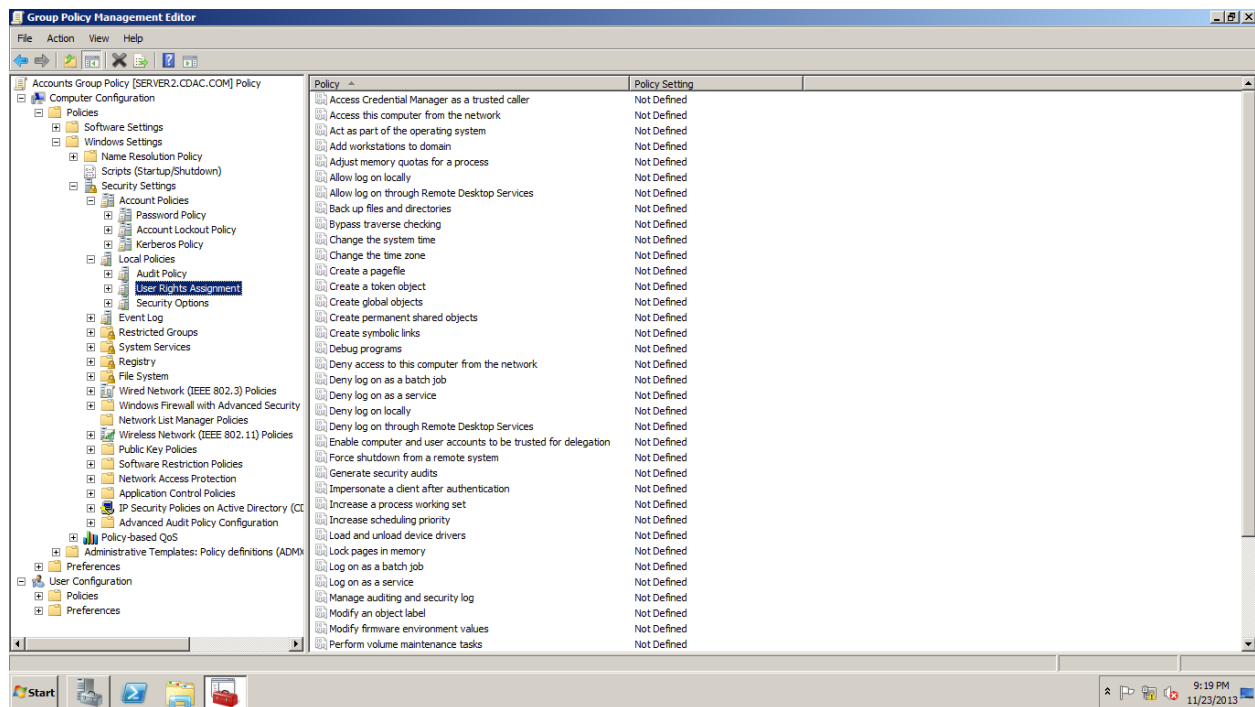 Group Policy Management Editor
File Action View Help
Accounts Group Policy [SERVER2.CDAC.COM] Policy
Computer Configuration
Policies
Software Settings
Windows Settings
Name Resolution Policy
Scripts (Startup/Shutdown)
Security Settings
Account Policies
Password Policy
Account Lockout Policy
Kerberos Policy
Local Policies
Audit Policy
User Rights Assignment
Security Options
Event Log
Restricted Groups
System Services
Registry
File System
Wired Network (IEEE 802.3) Policies
Windows Firewall with Advanced Security
Network List Manager Policies
Wireless Network (IEEE 802.11) Policies
Public Key Policies
Software Restriction Policies
Network Access Protection
Application Control Policies
IP Security Policies on Active Directory (CD
Advanced Audit Policy Configuration
Policy-based QoS
Administrative Templates: Policy definitions (ADMX
Preferences
User Configuration
Policies
Preferences
Policy Policy Setting
Access Credential Manager as a trusted caller Not Defined
Access this computer from the network Not Defined
Act as part of the operating system Not Defined
Add workstations to domain Not Defined
Adjust memory quotas for a process Not Defined
Allow log on locally Not Defined
Allow log on through Remote Desktop Services Not Defined
Back up files and directories Not Defined
Bypass traverse checking Not Defined
Change the system time Not Defined
Change the time zone Not Defined
Create a pagefile Not Defined
Create a token object Not Defined
Create global objects Not Defined
Create permanent shared objects Not Defined
Create symbolic links Not Defined
Debug programs Not Defined
Deny access to this computer from the network Not Defined
Deny log on as a batch job Not Defined
Deny log on as a service Not Defined
Deny log on locally Not Defined
Deny log on through Remote Desktop Services Not Defined
Enable computer and user accounts to be trusted for delegation Not Defined
Force shutdown from a remote system Not Defined
Generate security audits Not Defined
Impersonate a client after authentication Not Defined
Increase a process working set Not Defined
Increase scheduling priority Not Defined
Load and unload device drivers Not Defined
Lock pages in memory Not Defined
Log on as a batch job Not Defined
Log on as a service Not Defined
Manage auditing and security log Not Defined
Modify an object label Not Defined
Modify firmware environment values Not Defined
Perform volume maintenance tasks Not Defined
Start
9:19 PM
11/23/2013